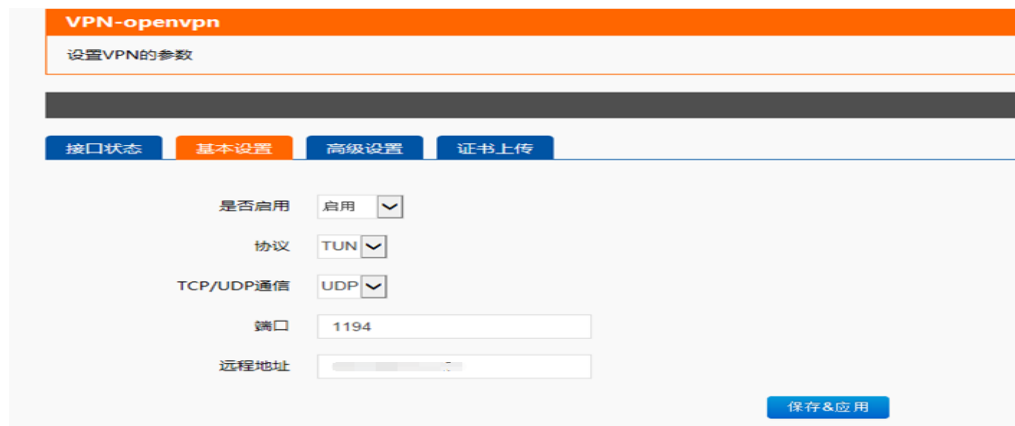 VPN-openvpn
设置VPN的参数
接口状态 基本设置 高级设置 证书上传
是否启用 启用
协议 TUN
TCP/UDP通信 UDP
端口 1194
远程地址
保存&应用